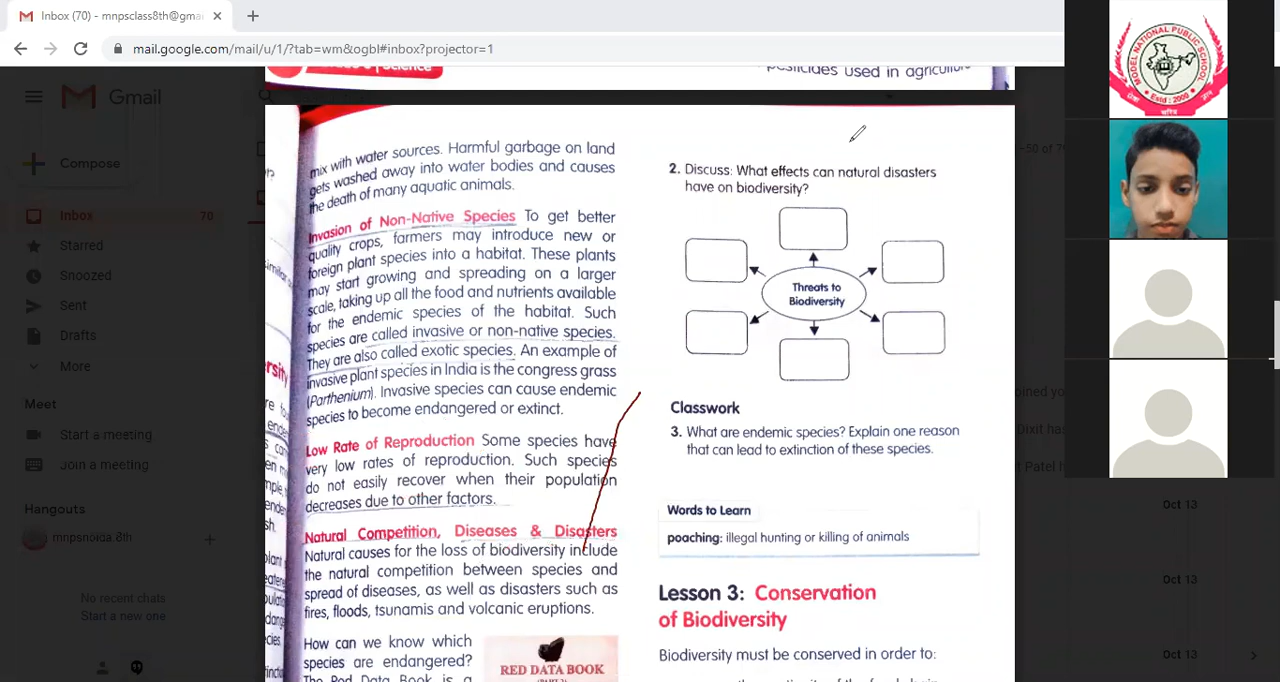 Inbox (70) - mnpsclass8th@gma
mail.google.com/mail/u/1/?tab=wm&ogbl#inbox?projector=1
Gmail
Compose
Inbox 70
Starred
Snoozed
Sent
Drafts
More
Meet
Start a meeting
Join a meeting
Hangouts
mnpsnoida.8th
No recent chats
Start a new one
Science
pesticides used in agriculture
mix with water sources. Harmful garbage on land
gets washed away into water bodies and causes
the death of many aquatic animals.
Invasion of Non-Native Species To get better
quality crops, farmers may introduce new or
foreign plant species into a habitat. These plants
may start growing and spreading on a larger
scale, taking up all the food and nutrients available
for the endemic species of the habitat. Such
species are called invasive or non-native species.
They are also called exotic species. An example of
invasive plant species in India is the congress grass
(Parthenium). Invasive species can cause endemic
species to become endangered or extinct.
Low Rate of Reproduction Some species have
very low rates of reproduction. Such species
do not easily recover when their population
decreases due to other factors.
Natural Competition, Diseases & Disasters
Natural causes for the loss of biodiversity include
the natural competition between species and
spread of diseases, as well as disasters such as
fires, floods, tsunamis and volcanic eruptions.
How can we know which
species are endangered?
The Red Data Book is a
RED DATA BOOK
2. Discuss: What effects can natural disasters
have on biodiversity?
Threats to
Biodiversity
Classwork
3. What are endemic species? Explain one reason
that can lead to extinction of these species.
Words to Learn
poaching: illegal hunting or killing of animals
Lesson 3: Conservation
of Biodiversity
Biodiversity must be conserved in order to:
MODEL NATIONAL PUBLIC SCHOOL
Estd : 2000
Oct 13
Oct 13
Oct 13